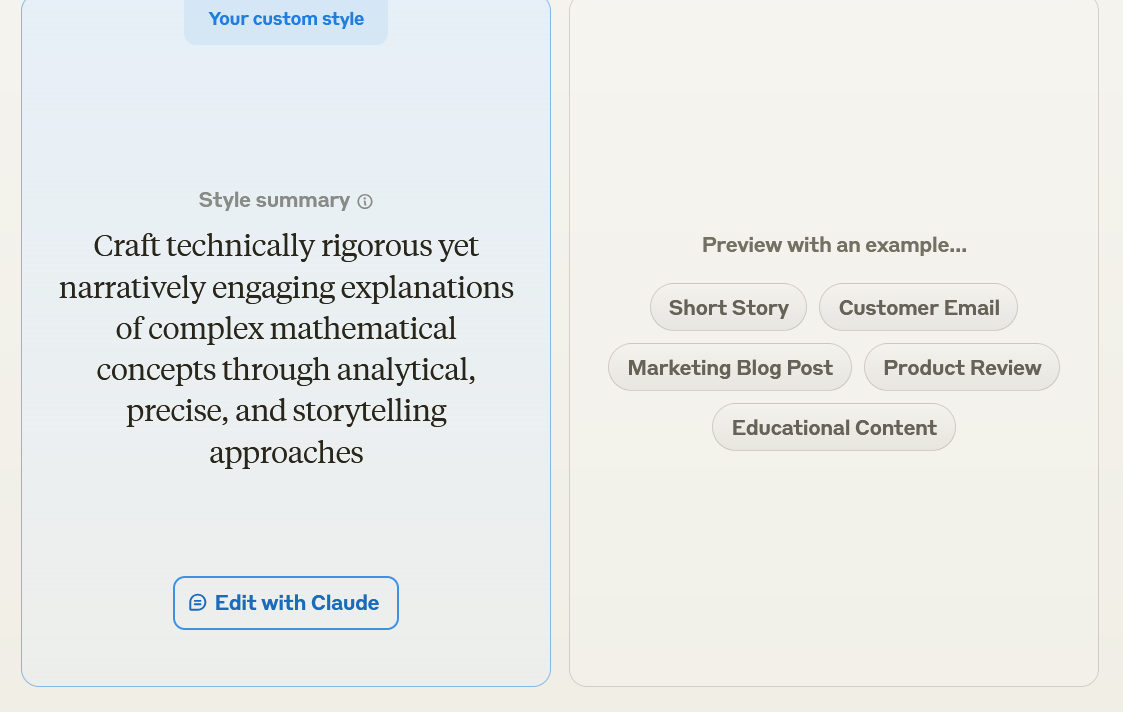 Your custom style
Style summary
Craft technically rigorous yet
narratively engaging explanations
of complex mathematical
concepts through analytical,
precise, and storytelling
approaches
Edit with Claude
Preview with an example...
Short Story
Customer Email
Marketing Blog Post
Product Review
Educational Content